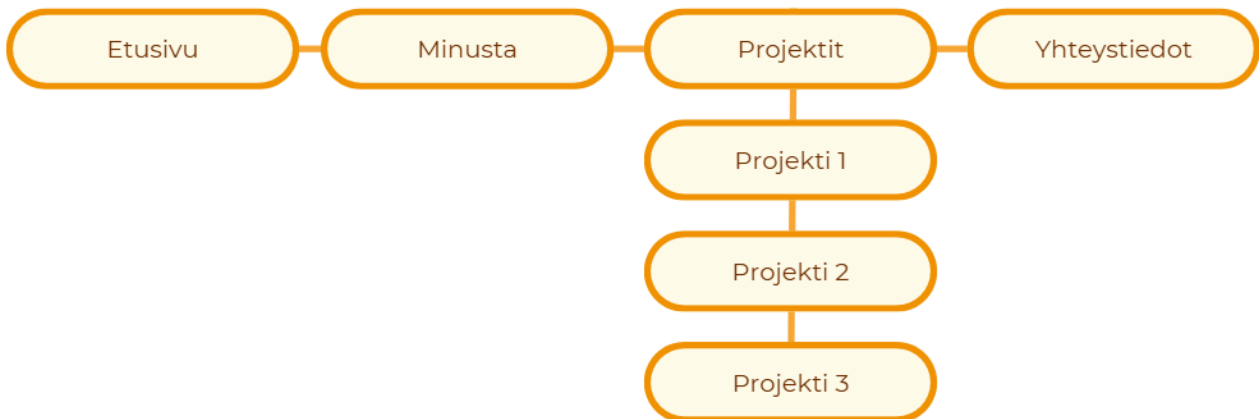 Etusivu
Minusta
Projektit
Yhteystiedot
Projekti 1
Projekti 2
Projekti 3